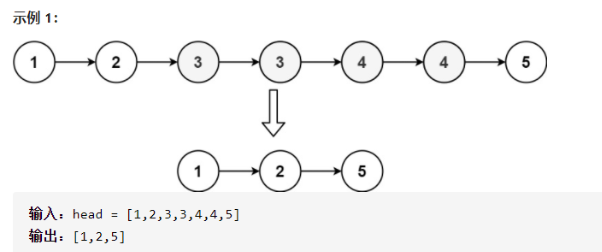 示例 1：
1 2 3 3 4 4 5
1 2 5
输入：head = [1,2,3,3,4,4,5]
输出：[1,2,5]